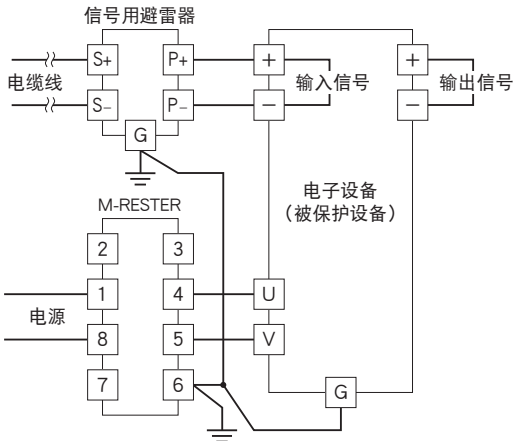 信号用避雷器
S+ P+ + +
电缆线 输入信号 输出信号
S− P− − −
G
电子设备
（被保护设备）
M-RESTER
2 3
1 4 U
电源
8 5 V
7 6 G